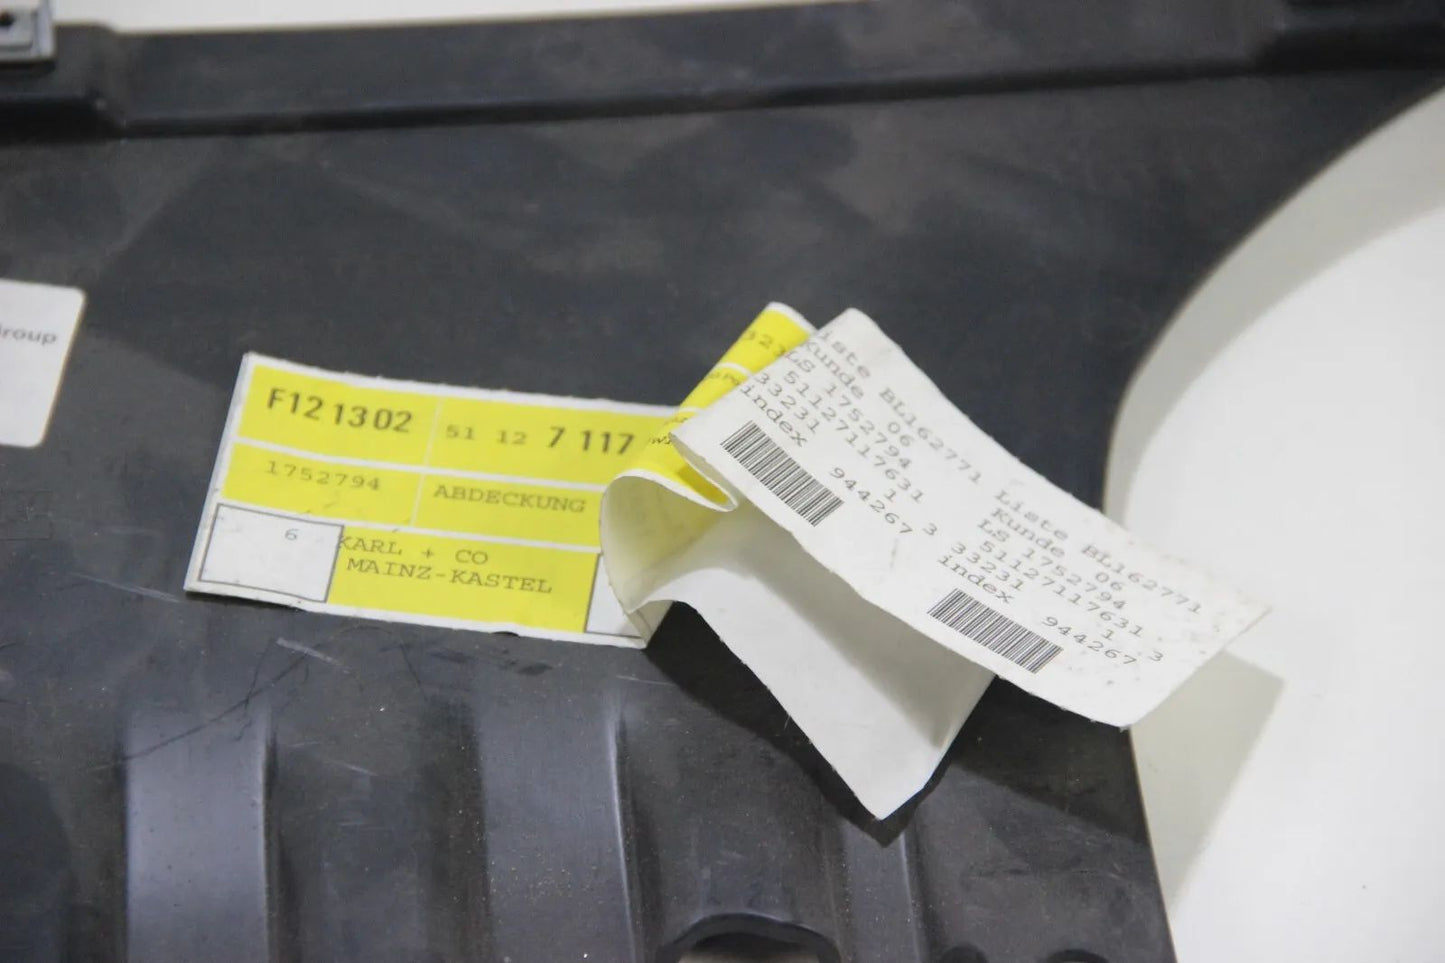 Group
F121302
51 12 7 117
1752794
ABDECKUNG
6
KARL + CO
MAINZ-KASTEL
Liste BL162771
Kunde 06
LS 1752794
51127117631
33231 1 3
index 944267
Liste BL162771
Kunde 06
LS 1752794
51127117631
33231 1 3
index 944267